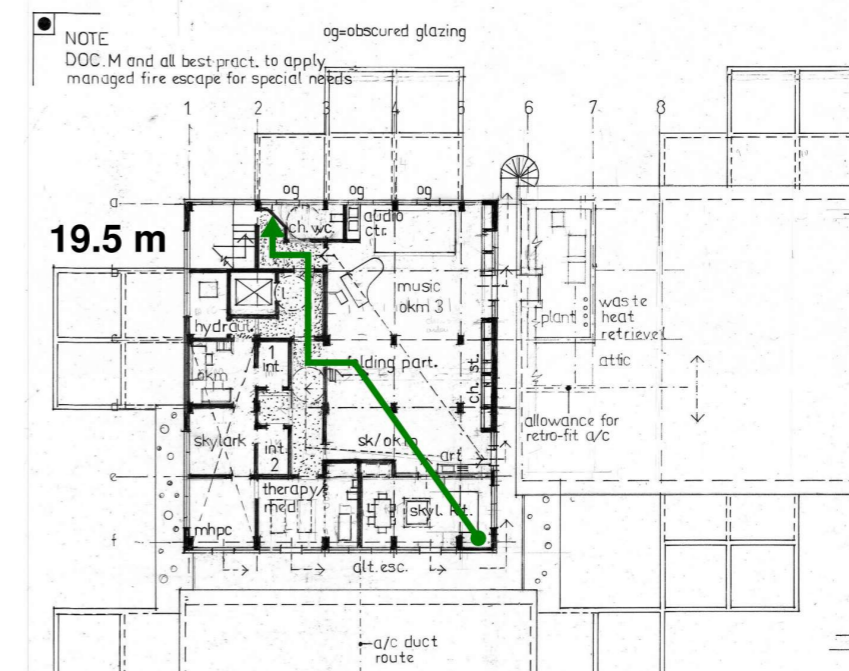 NOTE
DOC.M and all best pract. to apply
managed fire escape for special needs
og=obscured glazing
1 2 3 4 5 6 7 8
og og og
a
audio
ctr.
ch. wc.
19.5 m
b
music
okm 3
hydraul.
plant
waste
heat
retrievel
attic
1
int.
okm
folding part.
ch. st.
allowance for
retro-fit a/c
skylark
int.
2
sk/okm
art
e
therapy/
med
skyl. kit.
mhpc
f
alt.esc.
a/c duct
route